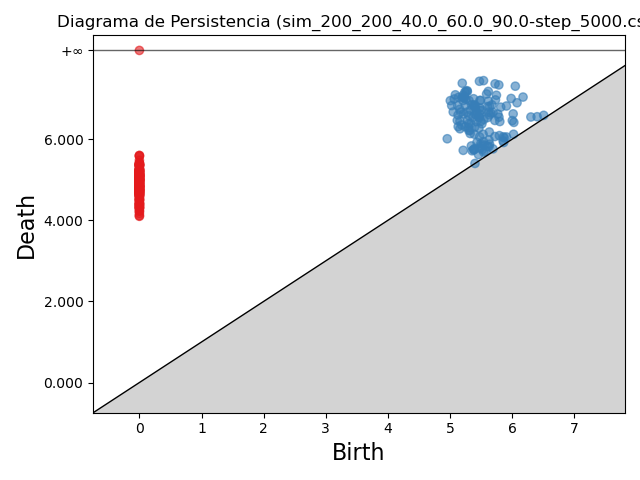 Diagrama de Persistencia (sim_200_200_40.0_60.0_90.0-step_5000.cs
+∞
6.000
4.000
2.000
0.000
Death
0 1 2 3 4 5 6 7
Birth